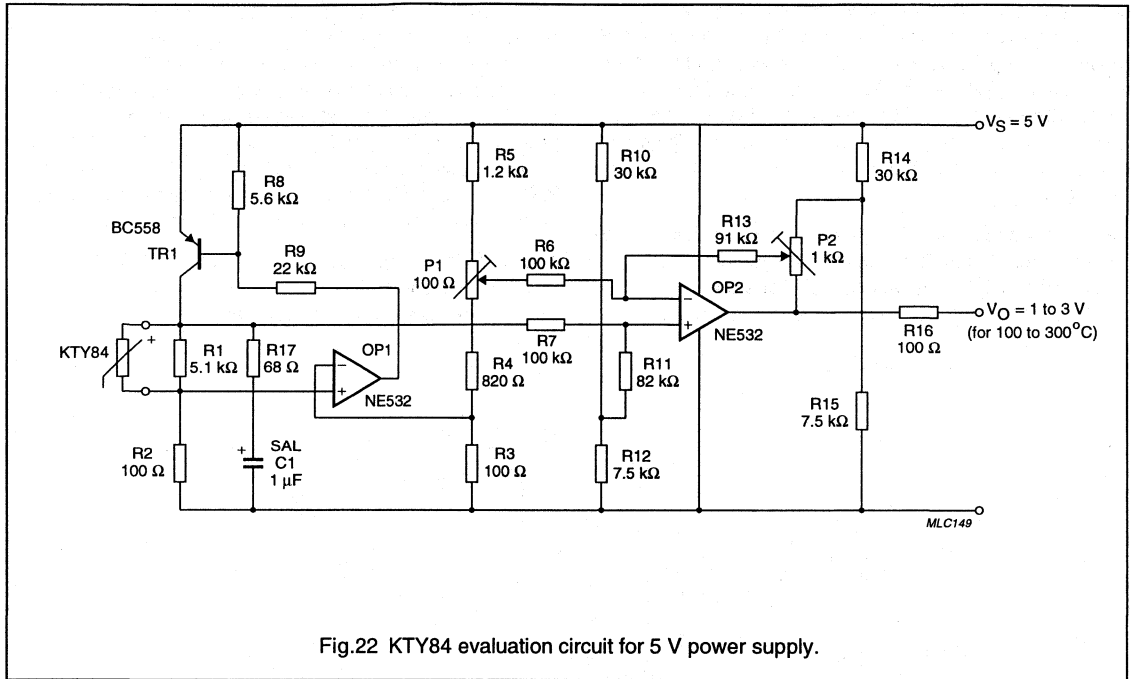 VS = 5 V
R5
1.2 kΩ
R10
30 kΩ
R14
30 kΩ
R8
5.6 kΩ
BC558
TR1
R13
91 kΩ
P2
1 kΩ
R9
22 kΩ
R6
100 kΩ
P1
100 Ω
OP2
−
+
NE532
VO = 1 to 3 V
(for 100 to 300°C)
R16
100 Ω
KTY84
+
R1
5.1 kΩ
R17
68 Ω
OP1
−
+
NE532
R7
100 kΩ
R4
820 Ω
R11
82 kΩ
R15
7.5 kΩ
R2
100 Ω
+
SAL
C1
1 μF
R3
100 Ω
R12
7.5 kΩ
MLC149
Fig.22 KTY84 evaluation circuit for 5 V power supply.